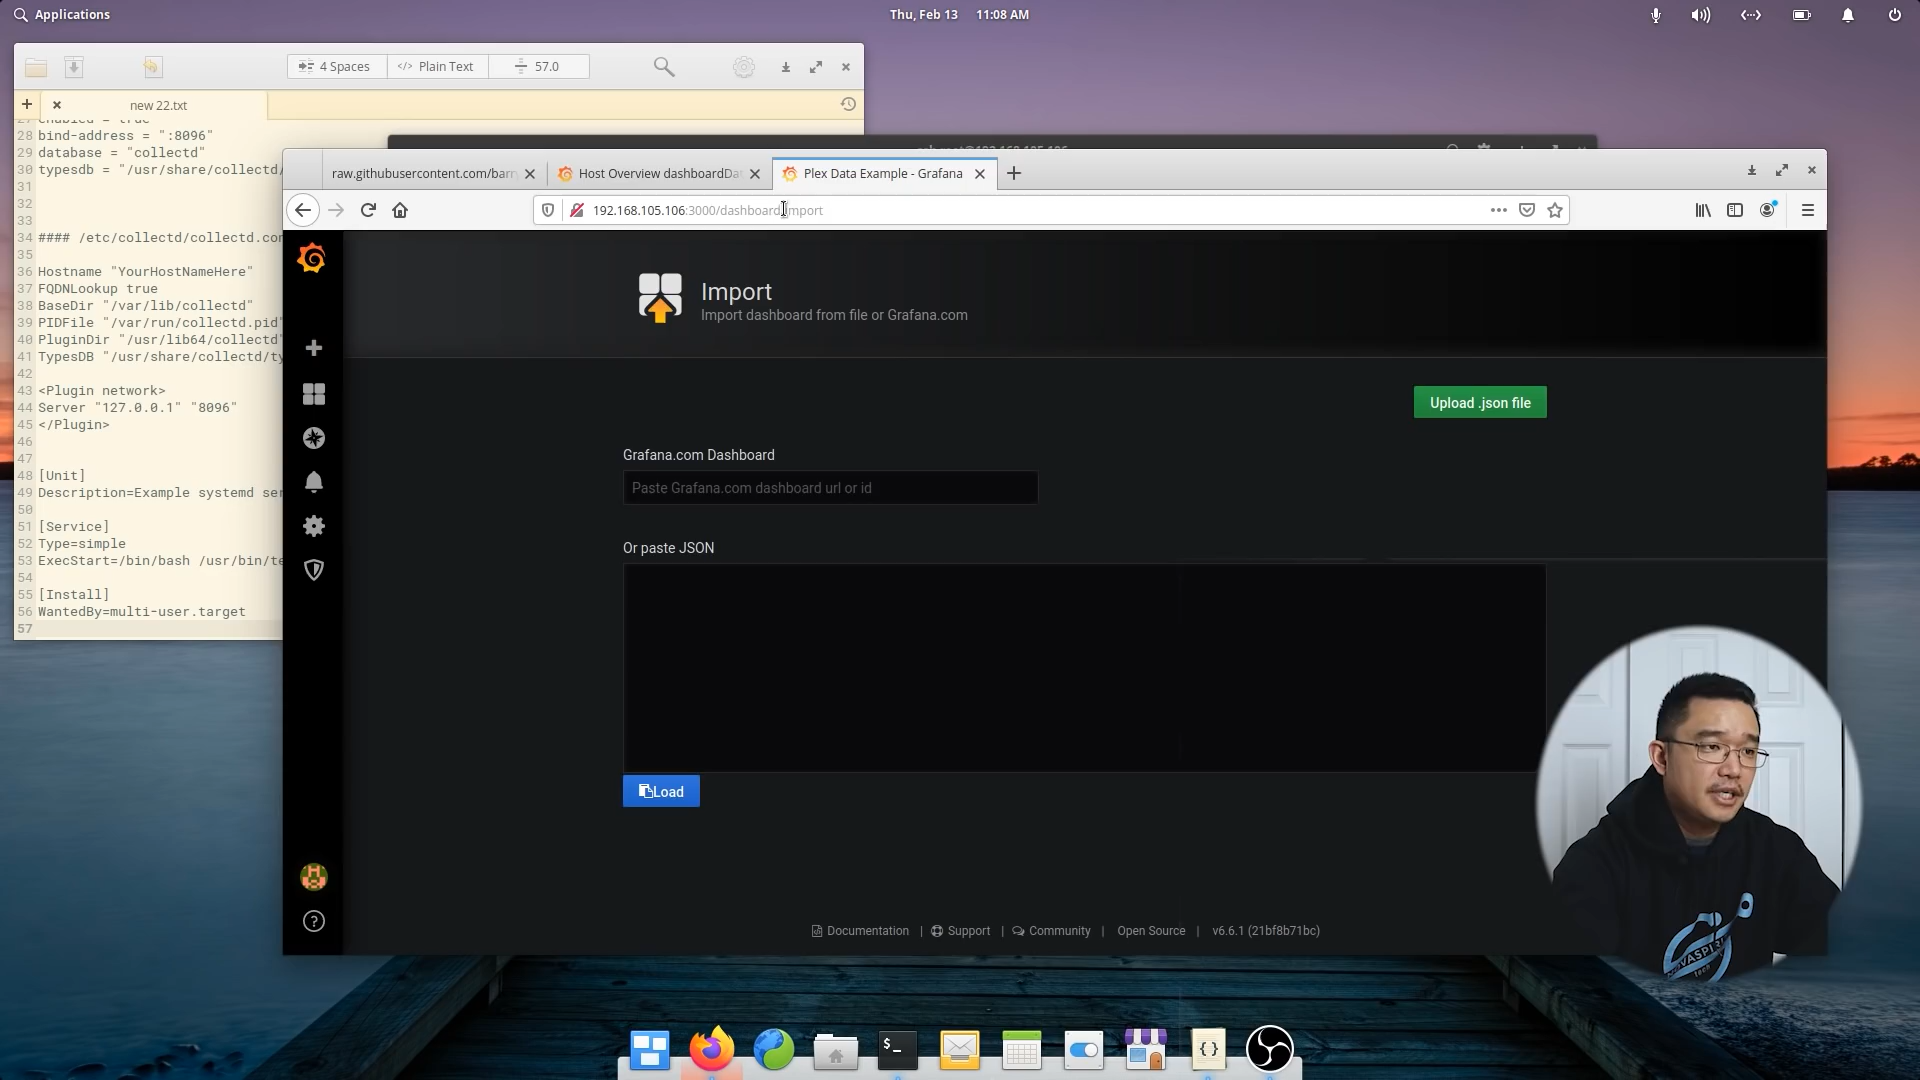 Applications
Thu, Feb 13 11:08 AM
4 Spaces
</> Plain Text
57.0
new 22.txt
28 bind-address = ":8096"
29 database = "collectd"
30 typesdb = "/usr/share/collectd/
31
32
33
34 #### /etc/collectd/collectd.con
35
36 Hostname "YourHostNameHere"
37 FQDNLookup true
38 BaseDir "/var/lib/collectd"
39 PIDFile "/var/run/collectd.pid"
40 PluginDir "/usr/lib64/collectd"
41 TypesDB "/usr/share/collectd/ty
42
43 <Plugin network>
44 Server "127.0.0.1" "8096"
45 </Plugin>
46
47
48 [Unit]
49 Description=Example systemd ser
50
51 [Service]
52 Type=simple
53 ExecStart=/bin/bash /usr/bin/te
54
55 [Install]
56 WantedBy=multi-user.target
57
raw.githubusercontent.com/barry
Host Overview dashboardDat
Plex Data Example - Grafana
192.168.105.106:3000/dashboard/import
Import
Import dashboard from file or Grafana.com
Upload .json file
Grafana.com Dashboard
Paste Grafana.com dashboard url or id
Or paste JSON
Load
Documentation | Support | Community | Open Source | v6.6.1 (21bf8b71bc)